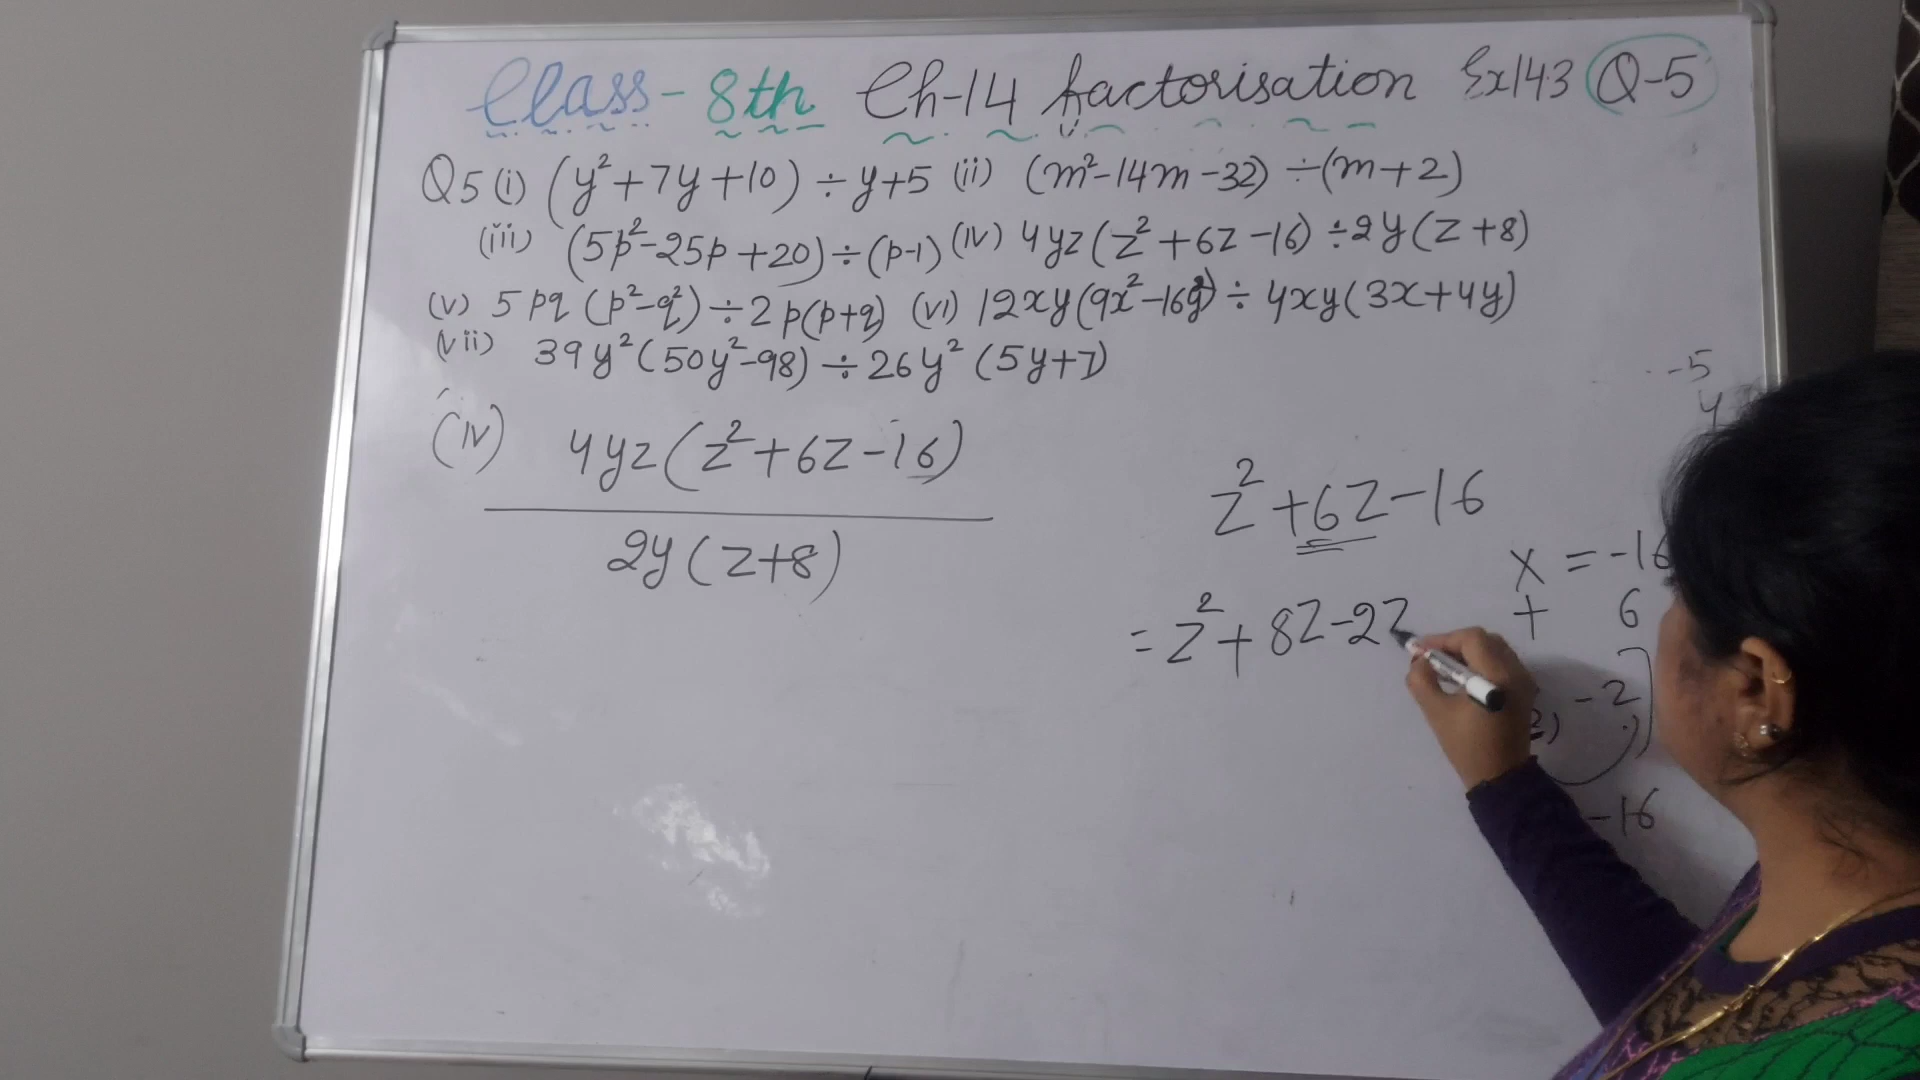 Class - 8th Ch-14 factorisation Ex14.3 Q-5
Q5 (i) (y²+7y+10) ÷ y+5 (ii) (m²-14m-32) ÷ (m+2)
(iii) (5p²-25p+20) ÷ (p-1) (iv) 4yz(z²+6z-16) ÷ 2y(z+8)
(v) 5pq(p²-q²) ÷ 2p(p+q) (vi) 12xy(9x²-16y²) ÷ 4xy(3x+4y)
(vii) 39y²(50y²-98) ÷ 26y²(5y+7)
-5
(iv) 4yz(z²+6z-16)
2y(z+8)
z²+6z-16
x = -16
+ 6
= z²+8z-2z
-2
-16